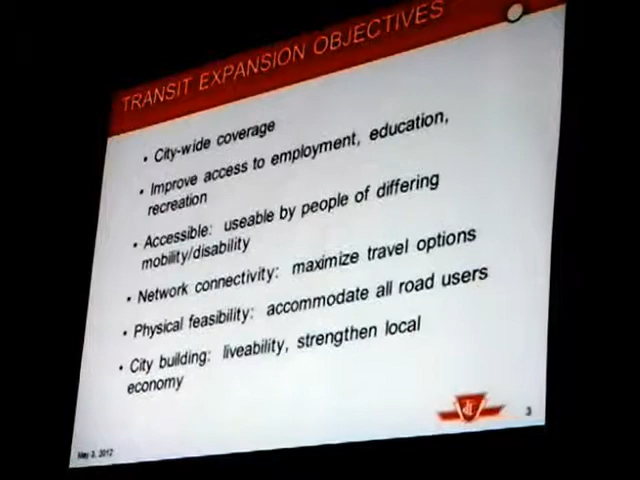 TRANSIT EXPANSION OBJECTIVES
• City-wide coverage
• Improve access to employment, education,
recreation
• Accessible: useable by people of differing
mobility/disability
• Network connectivity: maximize travel options
• Physical feasibility: accommodate all road users
• City building: liveability, strengthen local
economy
May 3, 2012
3